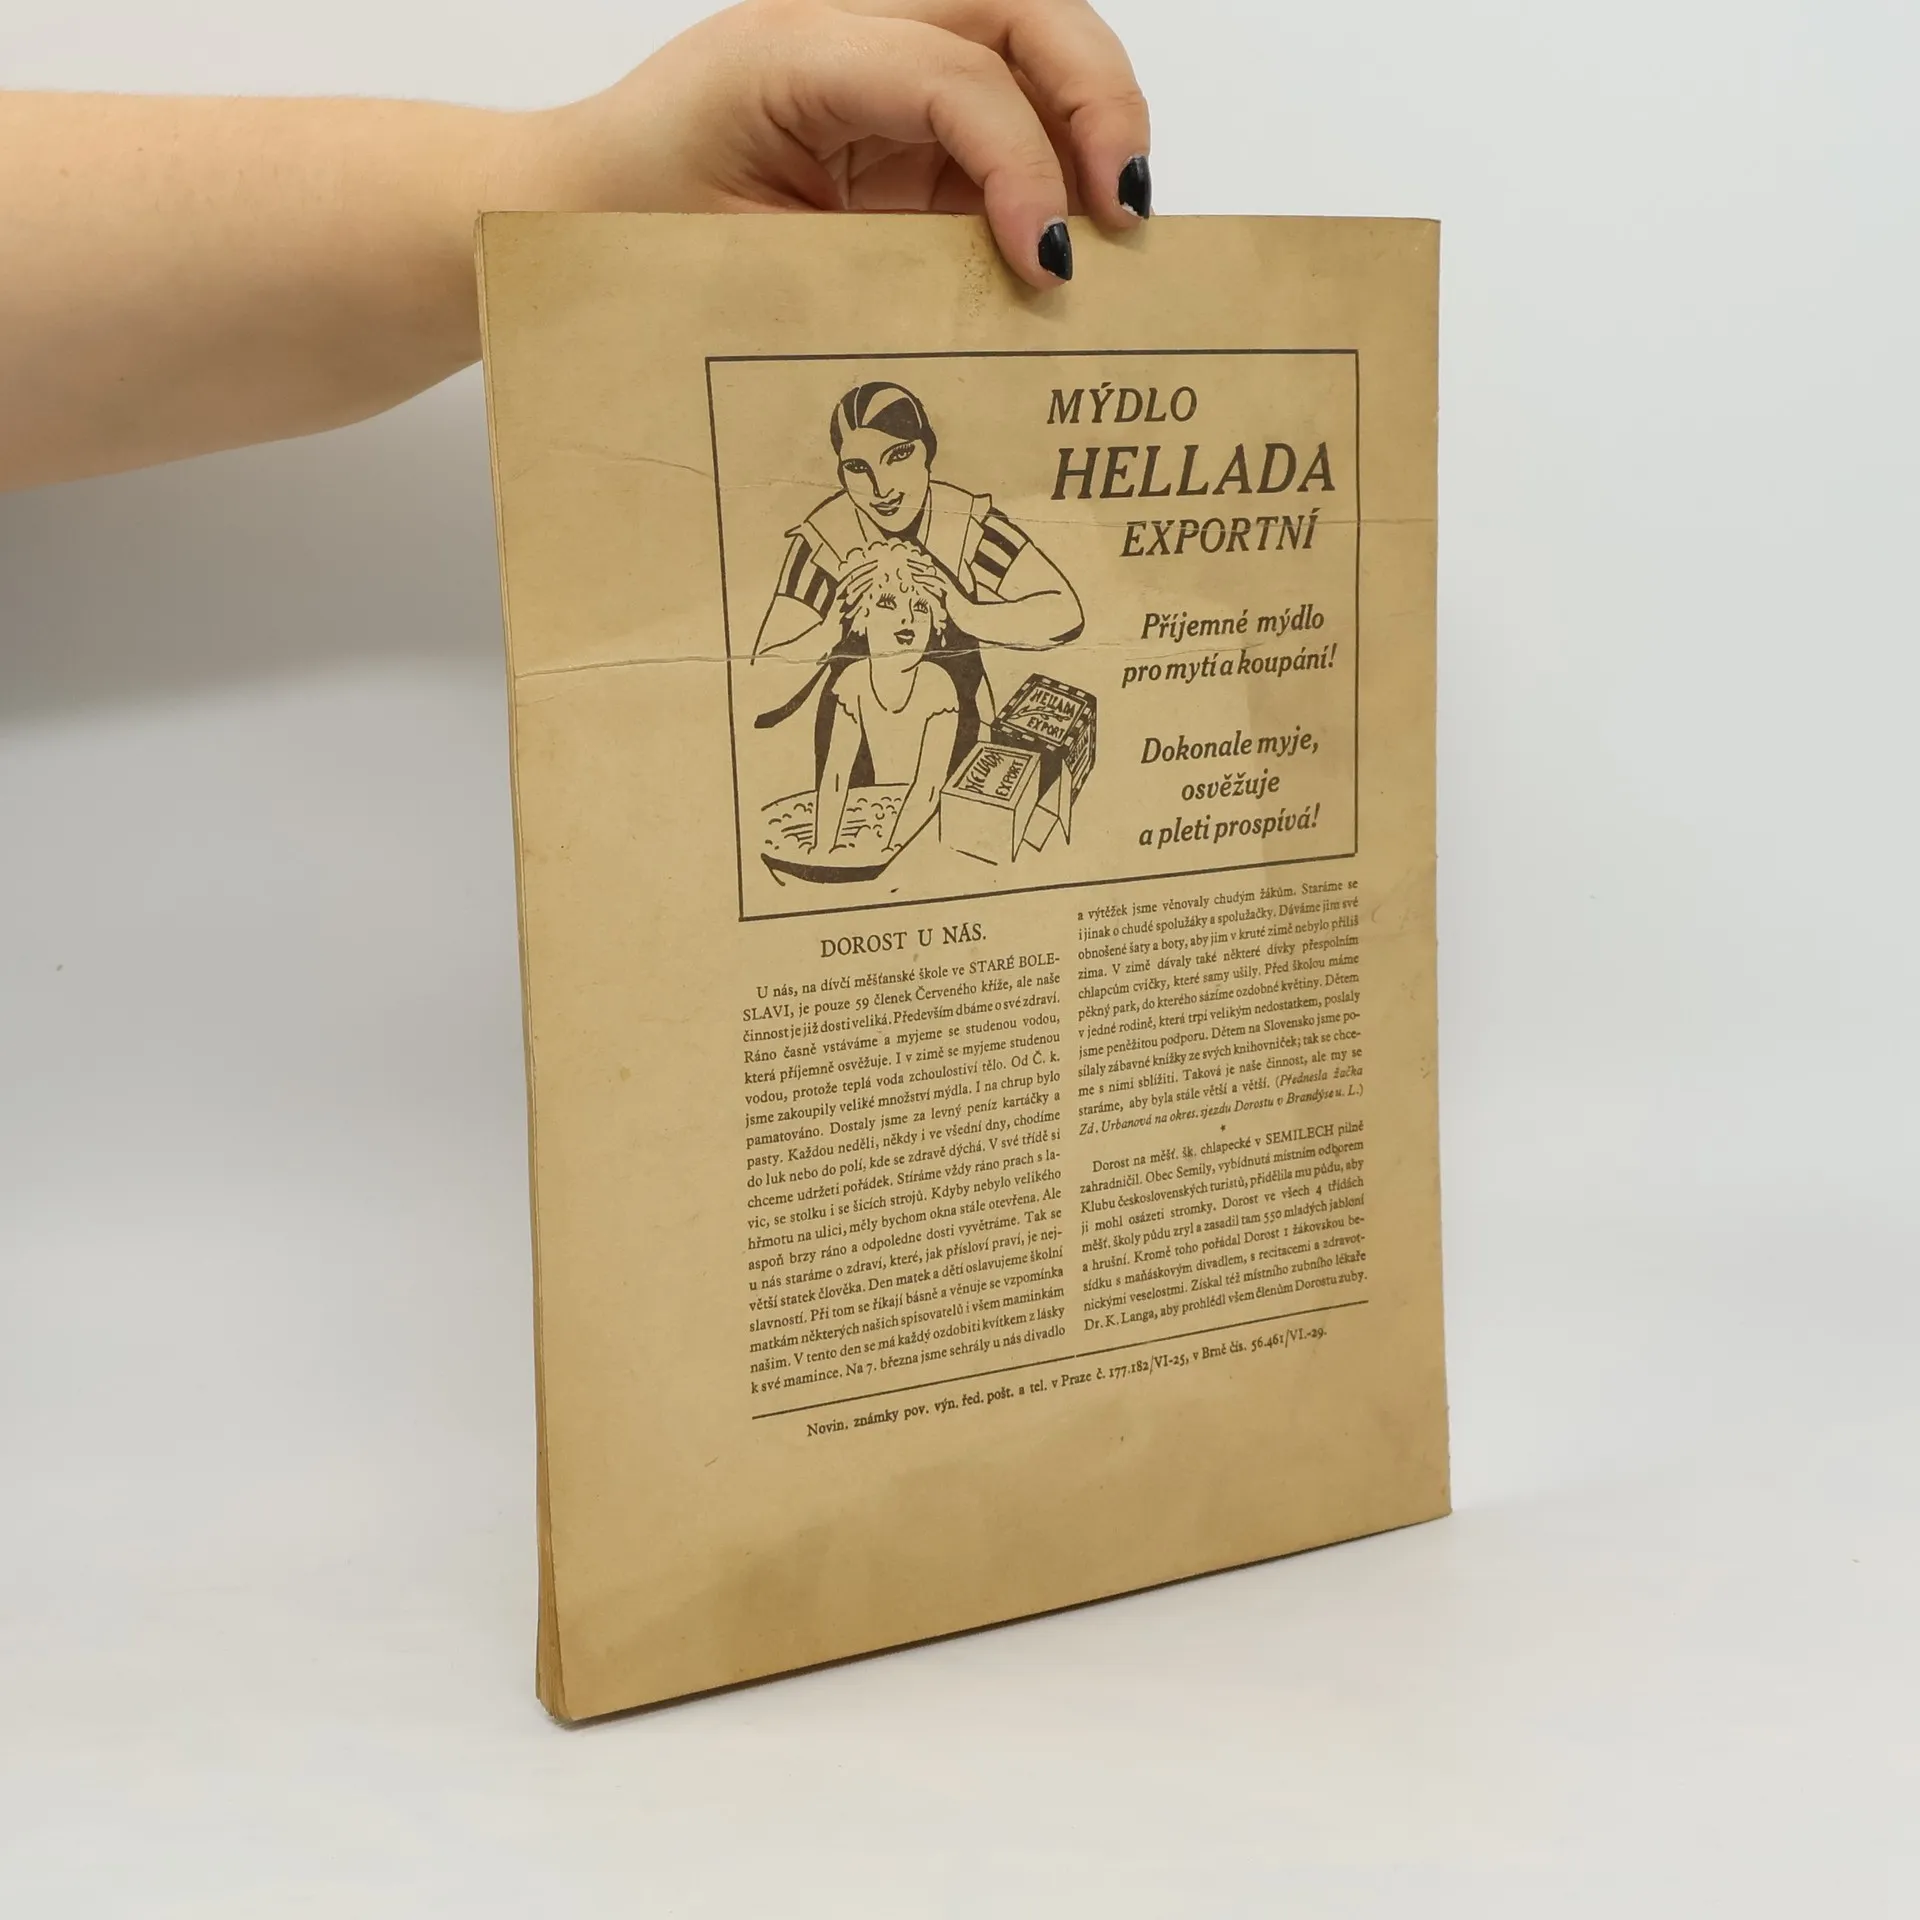 MÝDLO
HELLADA
EXPORTNÍ
Příjemné mýdlo
pro mytí a koupání!
Dokonale myje,
osvěžuje
a pleti prospívá!
HELLADA
EXPORT
HELLADA
EXPORT
DOROST U NÁS.
U nás, na dívčí měšťanské škole ve STARÉ BOLE-
SLAVI, je pouze 59 členek Červeného kříže, ale naše
činnost je již dosti veliká. Především dbáme o své zdraví.
Ráno časně vstáváme a myjeme se studenou vodou,
která příjemně osvěžuje. I v zimě se myjeme studenou
vodou, protože teplá voda zchoulostiví tělo. Od Č. k.
jsme zakoupily veliké množství mýdla. I na chrup bylo
pamatováno. Dostaly jsme za levný peníz kartáčky a
pasty. Každou neděli, někdy i ve všední dny, chodíme
do luk nebo do polí, kde se zdravě dýchá. V své třídě si
chceme udržeti pořádek. Stíráme vždy ráno prach s la-
vic, se stolku i se šicích strojů. Kdyby nebylo velikého
hřmotu na ulici, měly bychom okna stále otevřena. Ale
aspoň brzy ráno a odpoledne dosti vyvětráme. Tak se
u nás staráme o zdraví, které, jak přísloví praví, je nej-
větší statek člověka. Den matek a dětí oslavujeme školní
slavností. Při tom se říkají básně a věnuje se vzpomínka
matkám některých našich spisovatelů i všem maminkám
našim. V tento den se má každý ozdobiti kvítkem z lásky
k své mamince. Na 7. března jsme sehrály u nás divadlo
a výtěžek jsme věnovaly chudým žákům. Staráme se
i jinak o chudé spolužáky a spolužačky. Dáváme jim své
obnošené šaty a boty, aby jim v kruté zimě nebylo příliš
zima. V zimě dávaly také některé dívky přespolním
chlapcům cvičky, které samy ušily. Před školou máme
pěkný park, do kterého sázíme ozdobné květiny. Dětem
v jedné rodině, která trpí velikým nedostatkem, poslaly
jsme peněžitou podporu. Dětem na Slovensko jsme po-
sílaly zábavné knížky ze svých knihovniček; tak se chce-
me s nimi sblížiti. Taková je naše činnost, ale my se
staráme, aby byla stále větší a větší. (Přednesla žačka
Zd. Urbanová na okres. sjezdu Dorostu v Brandýse u. L.)
*
Dorost na měšť. šk. chlapecké v SEMILECH pilně
zahradničil. Obec Semily, vybídnutá místním odborem
Klubu československých turistů, přidělila mu půdu, aby
ji mohl osázeti stromky. Dorost ve všech 4 třídách
měšť. školy půdu zryl a zasadil tam 550 mladých jabloní
a hrušní. Kromě toho pořádal Dorost 1 žákovskou be-
sídku s maňáskovým divadlem, s recitacemi a zdravot-
nickými veselostmi. Získal též místního zubního lékaře
Dr. K. Langa, aby prohlédl všem členům Dorostu zuby.
Novin. známky pov. výn. řed. pošt. a tel. v Praze č. 177.182/VI-25, v Brně čís. 56.461/VI.-29.